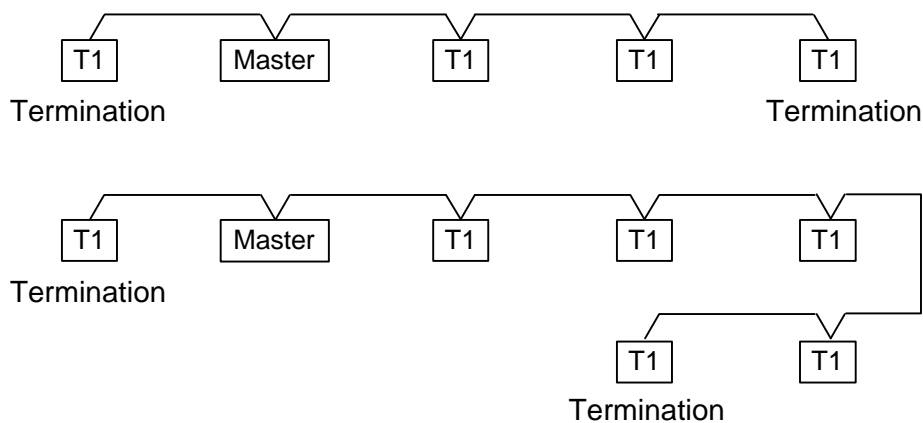 T1 Master T1 T1 T1
Termination Termination
T1 Master T1 T1 T1
Termination
T1 T1
Termination